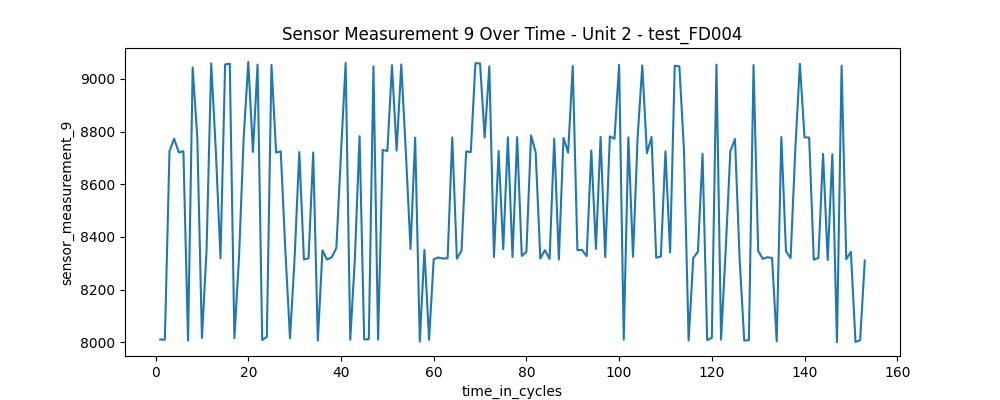 Sensor Measurement 9 Over Time - Unit 2 - test_FD004
sensor_measurement_9
9000
8800
8600
8400
8200
8000
0 20 40 60 80 100 120 140 160
time_in_cycles